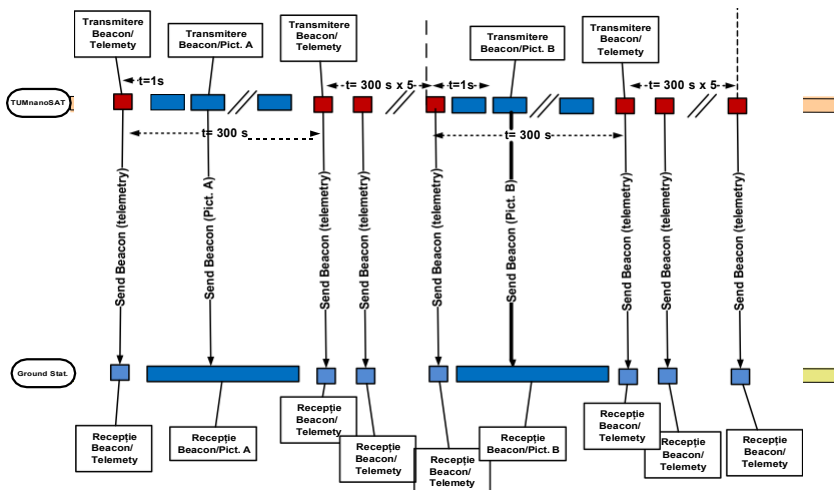 Transmitere
Beacon/
Telemety
Transmitere
Beacon/Pict. A
Transmitere
Beacon/
Telemety
Transmitere
Beacon/Pict. B
Transmitere
Beacon/
Telemety
t=1s
t= 300 s x 5
t=1s
t= 300 s x 5
TUMnanoSAT
t= 300 s
t= 300 s
Send Beacon (telemetry)
Send Beacon (Pict. A)
Send Beacon (telemetry)
Send Beacon (telemetry)
Send Beacon (telemetry)
Send Beacon (Pict. B)
Send Beacon (telemetry)
Send Beacon (telemetry)
Send Beacon (telemetry)
Ground Stat.
Recepție
Beacon/
Telemety
Recepție
Beacon/Pict. A
Recepție
Beacon/
Telemety
Recepție
Beacon/
Telemety
Recepție
Beacon/
Telemety
Recepție
Beacon/Pict. B
Recepție
Beacon/
Telemety
Recepție
Beacon/
Telemety
Recepție
Beacon/
Telemety